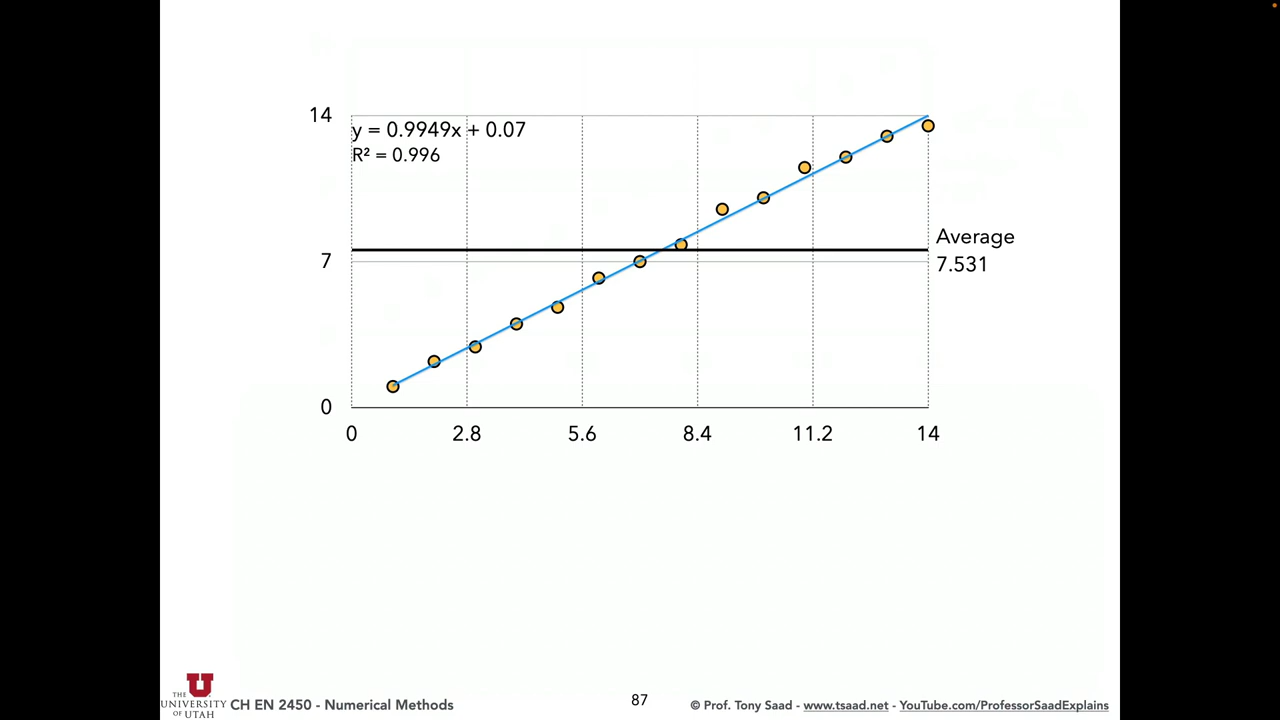 14
y = 0.9949x + 0.07
R² = 0.996
Average
7
7.531
0
0 2.8 5.6 8.4 11.2 14
THE
UNIVERSITY
OF UTAH
U
CH EN 2450 - Numerical Methods
87
© Prof. Tony Saad - www.tsaad.net - YouTube.com/ProfessorSaadExplains